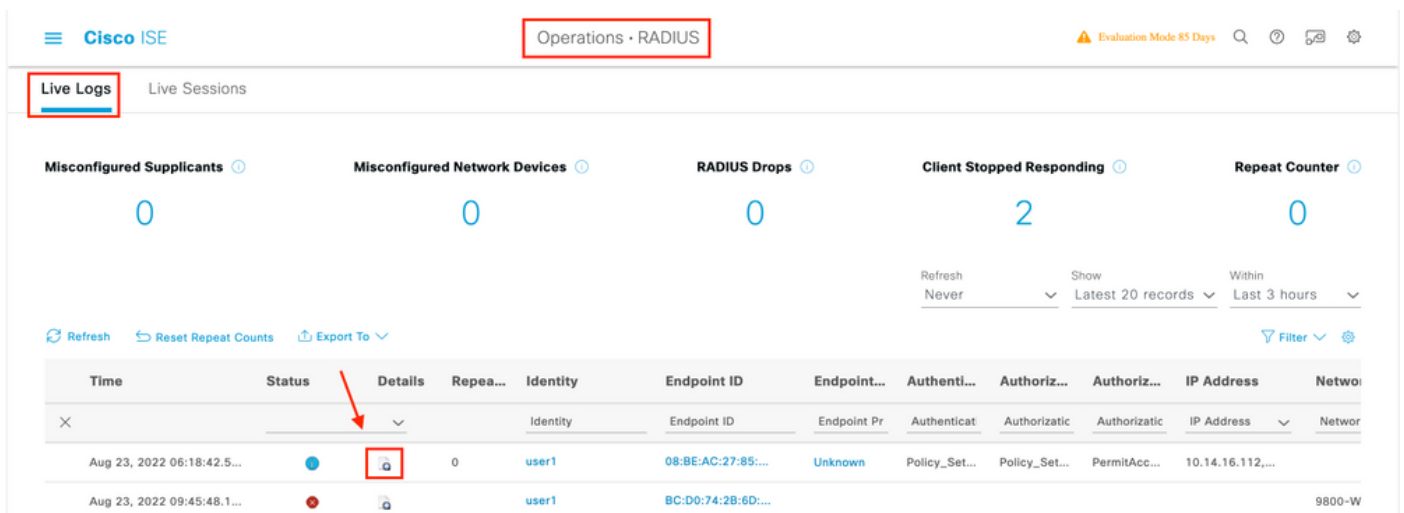 Cisco ISE Operations · RADIUS Evaluation Mode 85 Days
Live Logs Live Sessions
Misconfigured Supplicants Misconfigured Network Devices RADIUS Drops Client Stopped Responding Repeat Counter
0 0 0 2 0
Refresh Show Within
Never Latest 20 records Last 3 hours
Refresh Reset Repeat Counts Export To Filter
Time Status Details Repea... Identity Endpoint ID Endpoint... Authenti... Authoriz... Authoriz... IP Address Networ
Identity Endpoint ID Endpoint Pr Authenticati Authorizatic Authorizatic IP Address Networ
Aug 23, 2022 06:18:42.5... 0 user1 08:BE:AC:27:85:... Unknown Policy_Set... Policy_Set... PermitAcc... 10.14.16.112,...
Aug 23, 2022 09:45:48.1... user1 BC:D0:74:2B:6D:... 9800-W